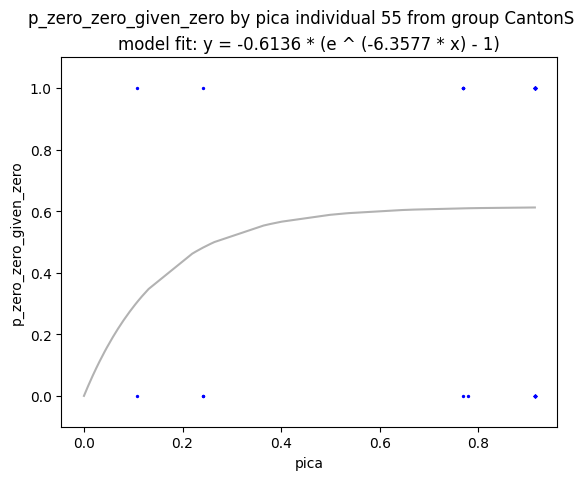 p_zero_zero_given_zero by pica individual 55 from group CantonS
model fit: y = -0.6136 * (e ^ (-6.3577 * x) - 1)
p_zero_zero_given_zero
1.0
0.8
0.6
0.4
0.2
0.0
0.0 0.2 0.4 0.6 0.8
pica